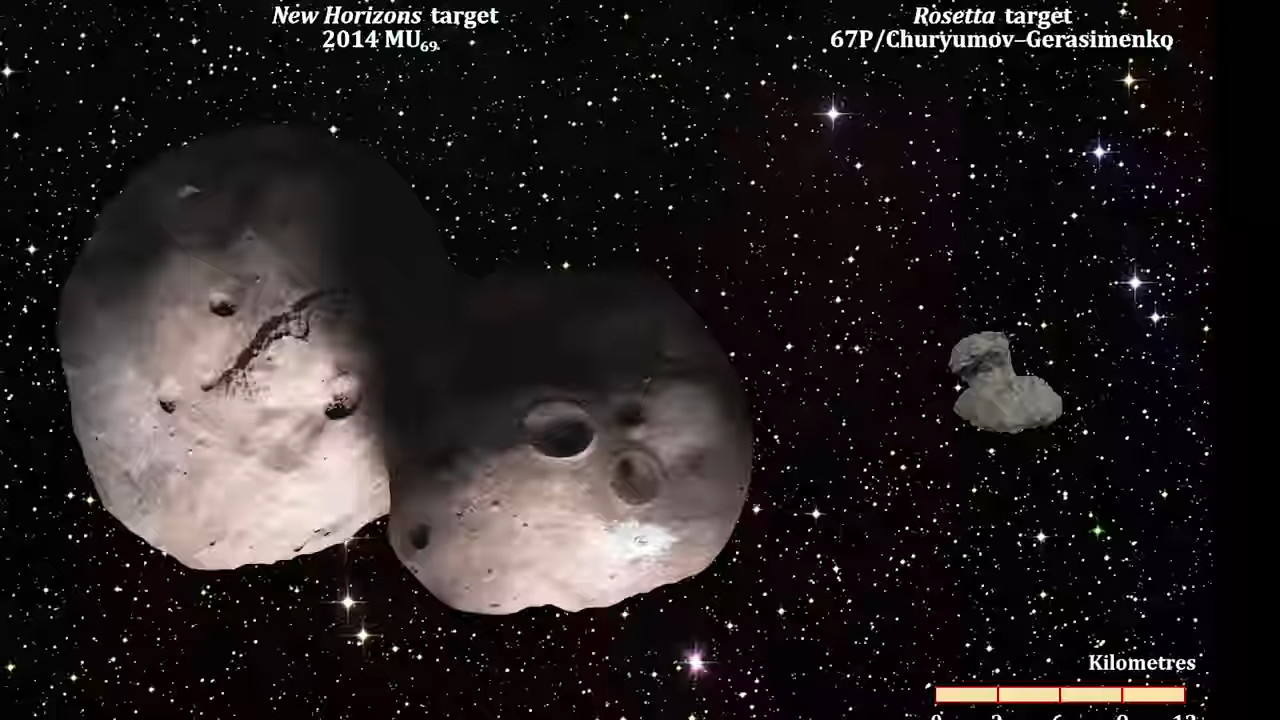 New Horizons target
2014 MU₆₉
Rosetta target
67P/Churyumov–Gerasimenko
Kilometres